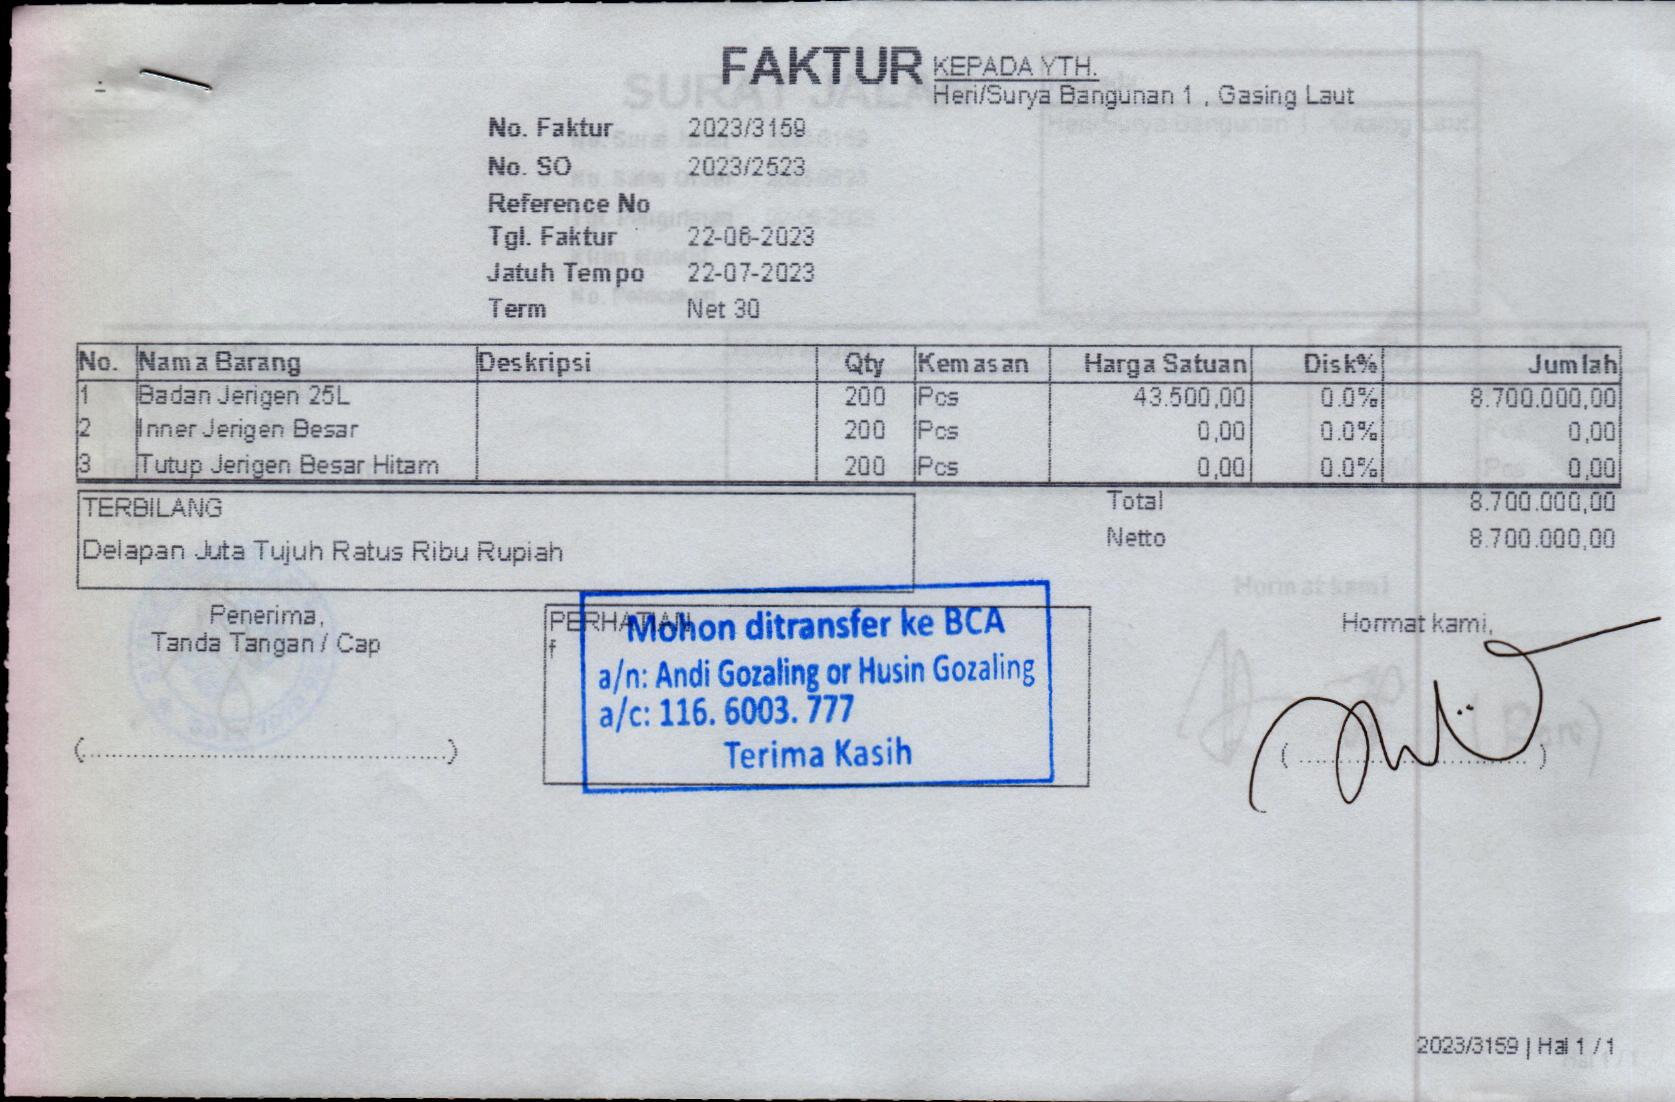 FAKTUR
KEPADA YTH.
Heri/Surya Bangunan 1 , Gasing Laut
No. Faktur 2023/3159
No. SO 2023/2523
Reference No
Tgl. Faktur 22-06-2023
Jatuh Tempo 22-07-2023
Term Net 30
No. Nama Barang Deskripsi Qty Kemasan Harga Satuan Disk% Jumlah
1 Badan Jerigen 25L 200 Pcs 43.500,00 0.0% 8.700.000,00
2 Inner Jerigen Besar 200 Pcs 0,00 0.0% 0,00
3 Tutup Jerigen Besar Hitam 200 Pcs 0,00 0.0% 0,00
TERBILANG
Delapan Juta Tujuh Ratus Ribu Rupiah
Total 8.700.000,00
Netto 8.700.000,00
Penerima,
Tanda Tangan / Cap
(..........................................)
PERHATIAN
f
Mohon ditransfer ke BCA
a/n: Andi Gozaling or Husin Gozaling
a/c: 116. 6003. 777
Terima Kasih
Hormat kami,
( .......................... )
2023/3159 | Hal 1 / 1